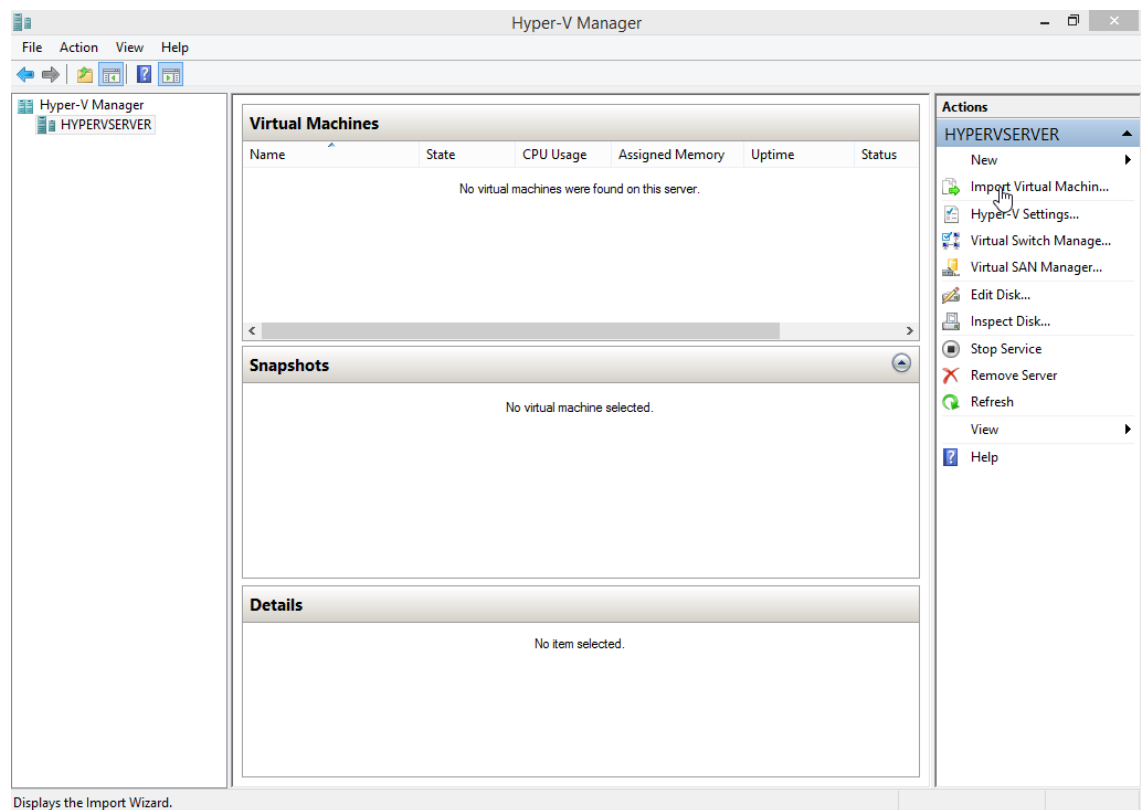 Hyper-V Manager
File Action View Help
Hyper-V Manager
HYPERVSERVER
Virtual Machines
Name State CPU Usage Assigned Memory Uptime Status
No virtual machines were found on this server.
Snapshots
No virtual machine selected.
Details
No item selected.
Actions
HYPERVSERVER
New
Import Virtual Machin...
Hyper-V Settings...
Virtual Switch Manage...
Virtual SAN Manager...
Edit Disk...
Inspect Disk...
Stop Service
Remove Server
Refresh
View
Help
Displays the Import Wizard.